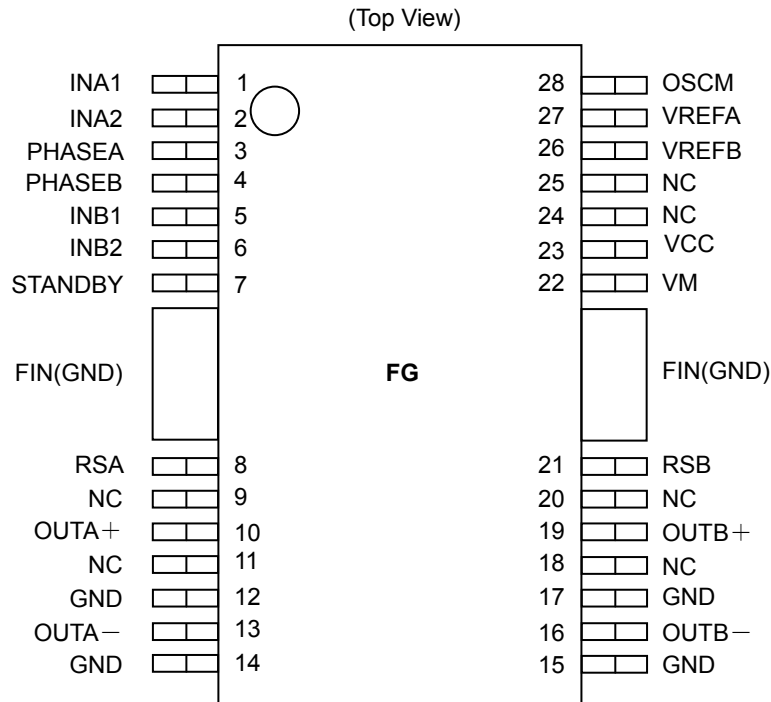 (Top View)
INA1 1 28 OSCM
INA2 2 27 VREFA
PHASEA 3 26 VREFB
PHASEB 4 25 NC
INB1 5 24 NC
INB2 6 23 VCC
STANDBY 7 22 VM
FIN(GND) FG FIN(GND)
RSA 8 21 RSB
NC 9 20 NC
OUTA+ 10 19 OUTB+
NC 11 18 NC
GND 12 17 GND
OUTA− 13 16 OUTB−
GND 14 15 GND